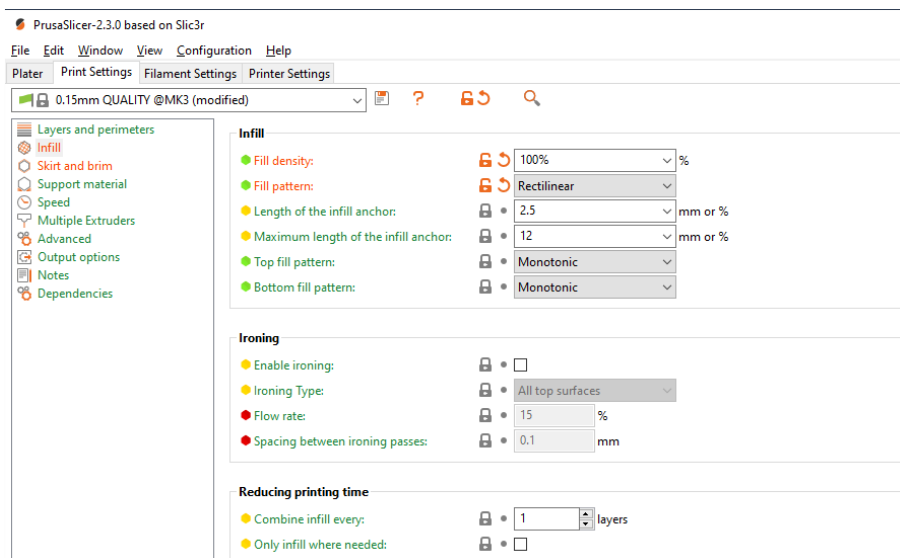 PrusaSlicer-2.3.0 based on Slic3r
File Edit Window View Configuration Help
Plater Print Settings Filament Settings Printer Settings
0.15mm QUALITY @MK3 (modified) ?
Layers and perimeters
Infill
Skirt and brim
Support material
Speed
Multiple Extruders
Advanced
Output options
Notes
Dependencies
Infill
Fill density: 100% %
Fill pattern: Rectilinear
Length of the infill anchor: 2.5 mm or %
Maximum length of the infill anchor: 12 mm or %
Top fill pattern: Monotonic
Bottom fill pattern: Monotonic
Ironing
Enable ironing:
Ironing Type: All top surfaces
Flow rate: 15 %
Spacing between ironing passes: 0.1 mm
Reducing printing time
Combine infill every: 1 layers
Only infill where needed: